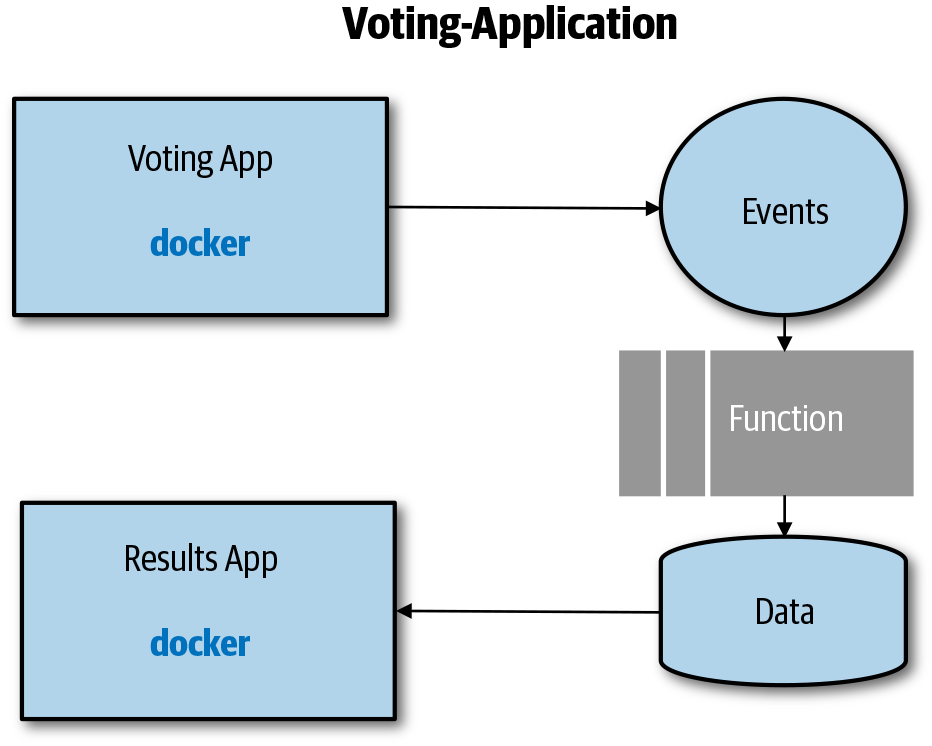 Voting-Application
Voting App
docker
Events
Function
Results App
docker
Data